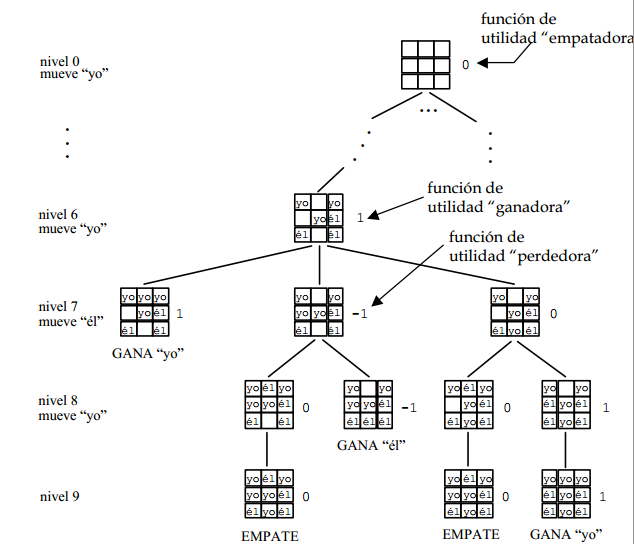 función de
utilidad “empatadora
nivel 0
mueve “yo”
0
...
nivel 6
mueve “yo”
yo yo
yo él
él él
1
función de
utilidad “ganadora”
función de
utilidad “perdedora”
nivel 7
mueve “él”
yo yo yo
yo él
él él
1
GANA “yo”
yo yo
yo yo él
él él
-1
yo yo
yo él
él yo él
0
nivel 8
mueve “yo”
yo él yo
yo yo él
él él
0
yo yo
yo yo él
él él él
-1
GANA “él”
yo él yo
yo él
él yo él
0
yo yo
él yo él
él yo él
1
nivel 9
yo él yo
yo yo él
él yo él
0
EMPATE
yo él yo
yo yo él
él yo él
0
EMPATE
yo yo yo
él yo él
él yo él
1
GANA “yo”